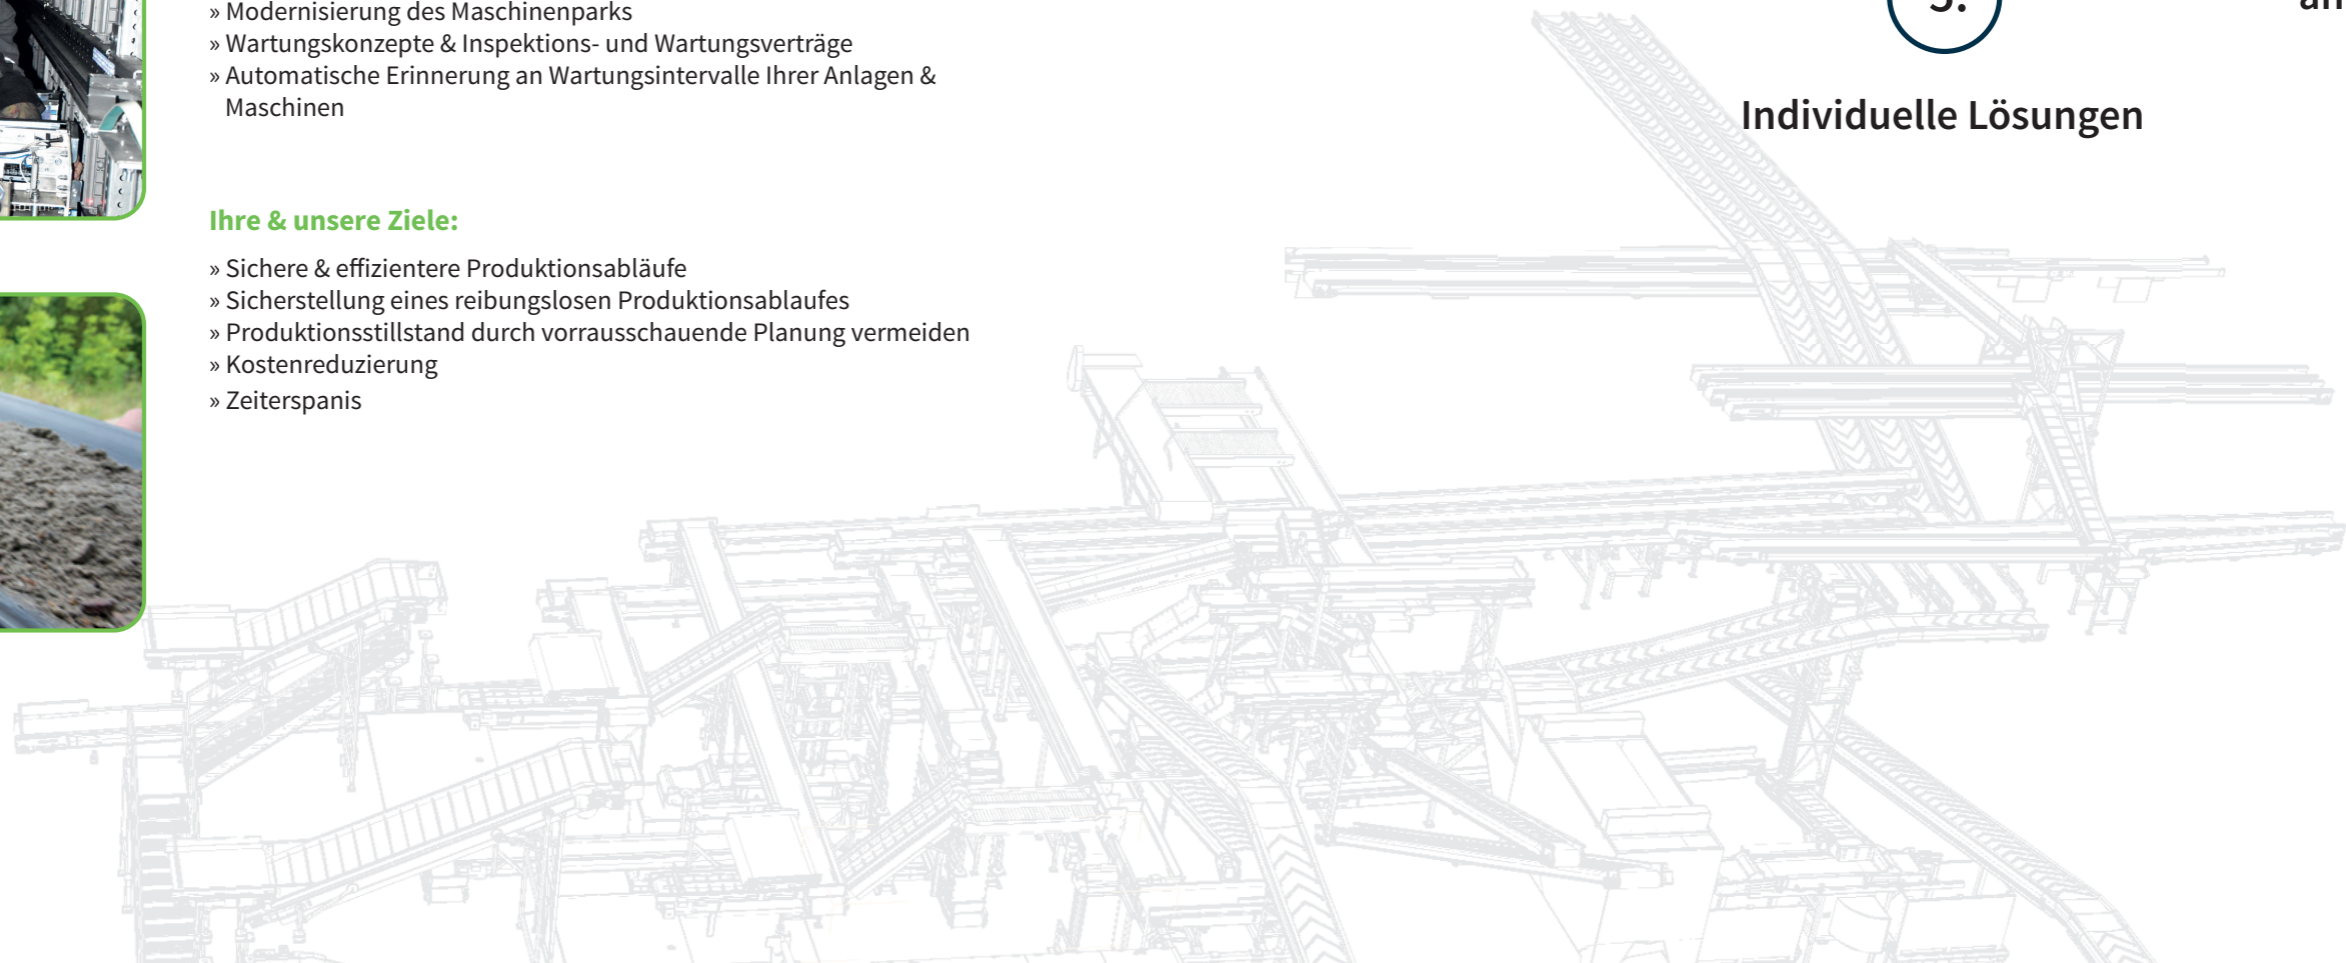 » Modernisierung des Maschinenparks
» Wartungskonzepte & Inspektions- und Wartungsverträge
» Automatische Erinnerung an Wartungsintervalle Ihrer Anlagen &
Maschinen
Ihre & unsere Ziele:
» Sichere & effizientere Produktionsabläufe
» Sicherstellung eines reibungslosen Produktionsablaufes
» Produktionsstillstand durch vorrausschauende Planung vermeiden
» Kostenreduzierung
» Zeiterspanis
Individuelle Lösungen